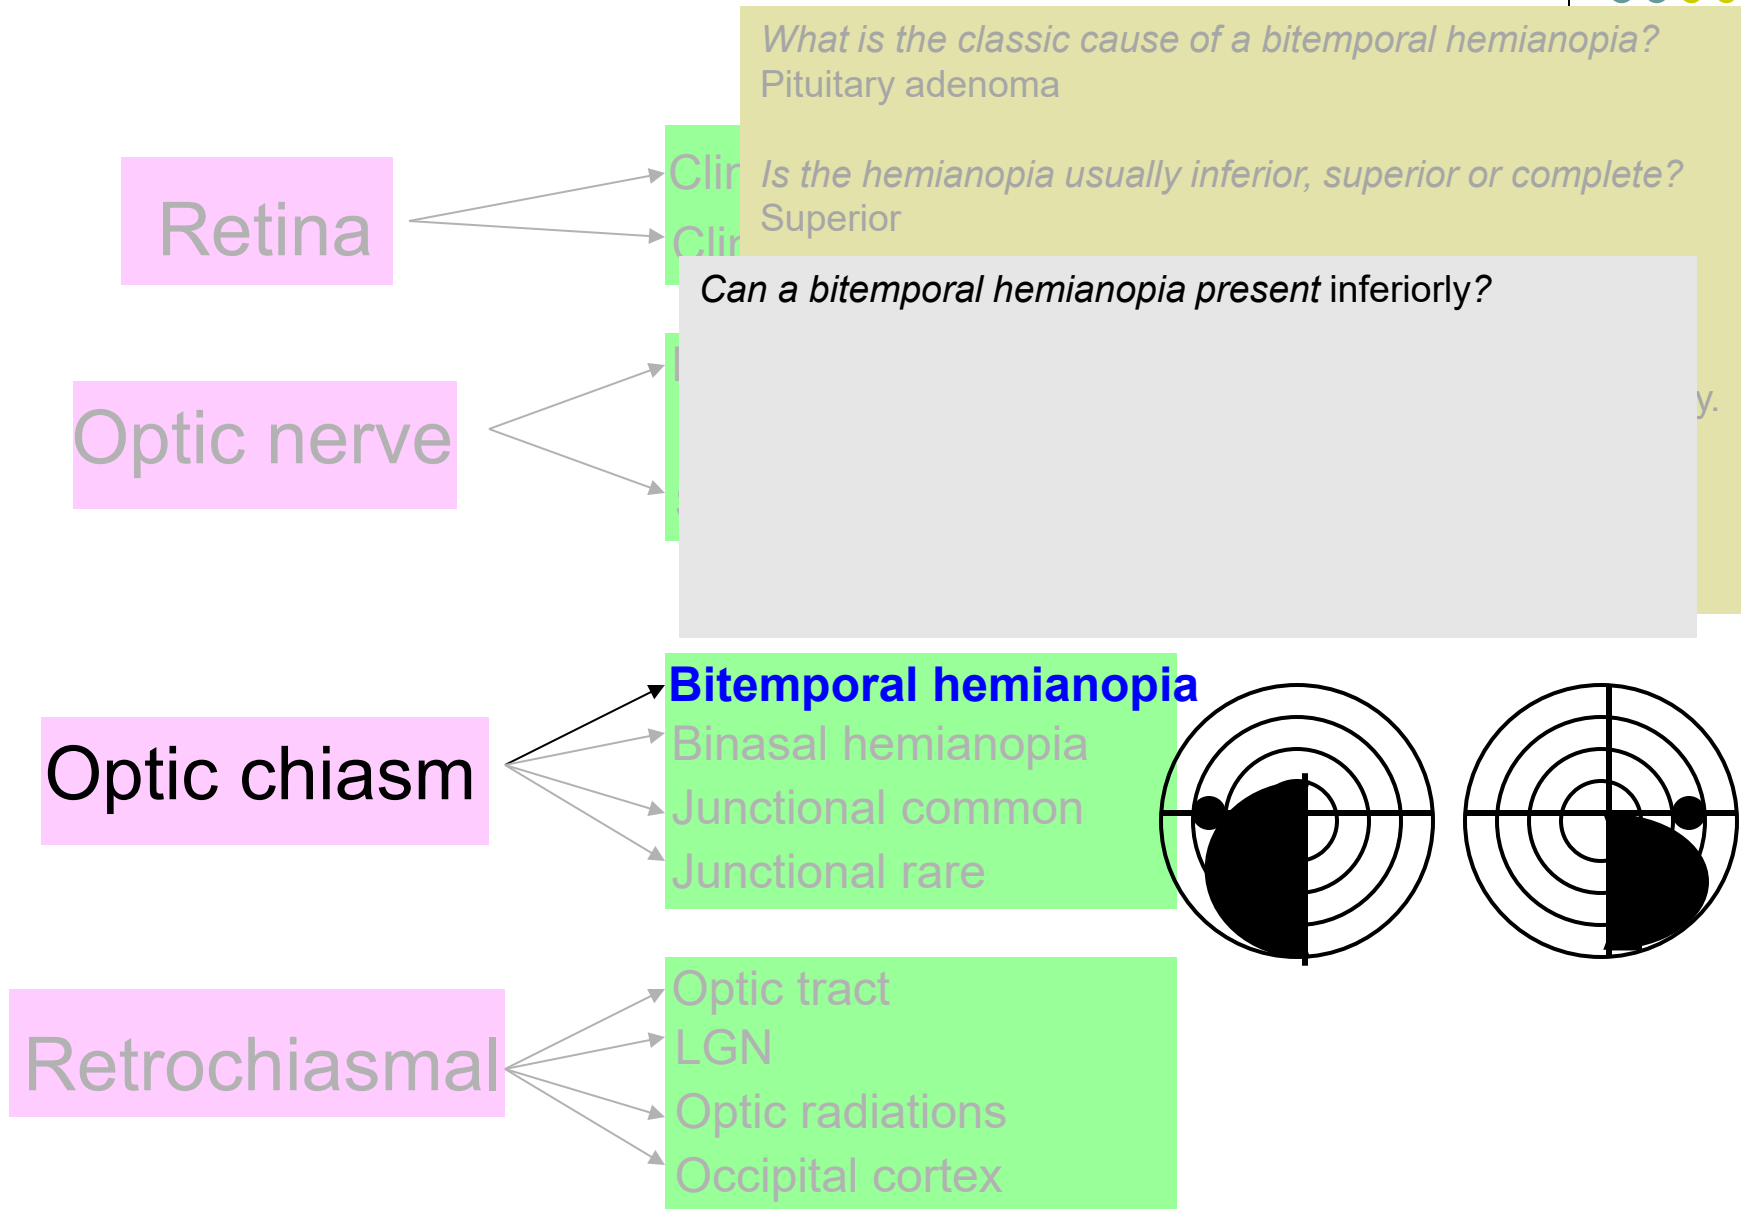 What is the classic cause of a bitemporal hemianopia?
Pituitary adenoma
Is the hemianopia usually inferior, superior or complete?
Superior
Can a bitemporal hemianopia present inferiorly?
Retina
Optic nerve
Optic chiasm
Bitemporal hemianopia
Binasal hemianopia
Junctional common
Junctional rare
Retrochiasmal
Optic tract
LGN
Optic radiations
Occipital cortex